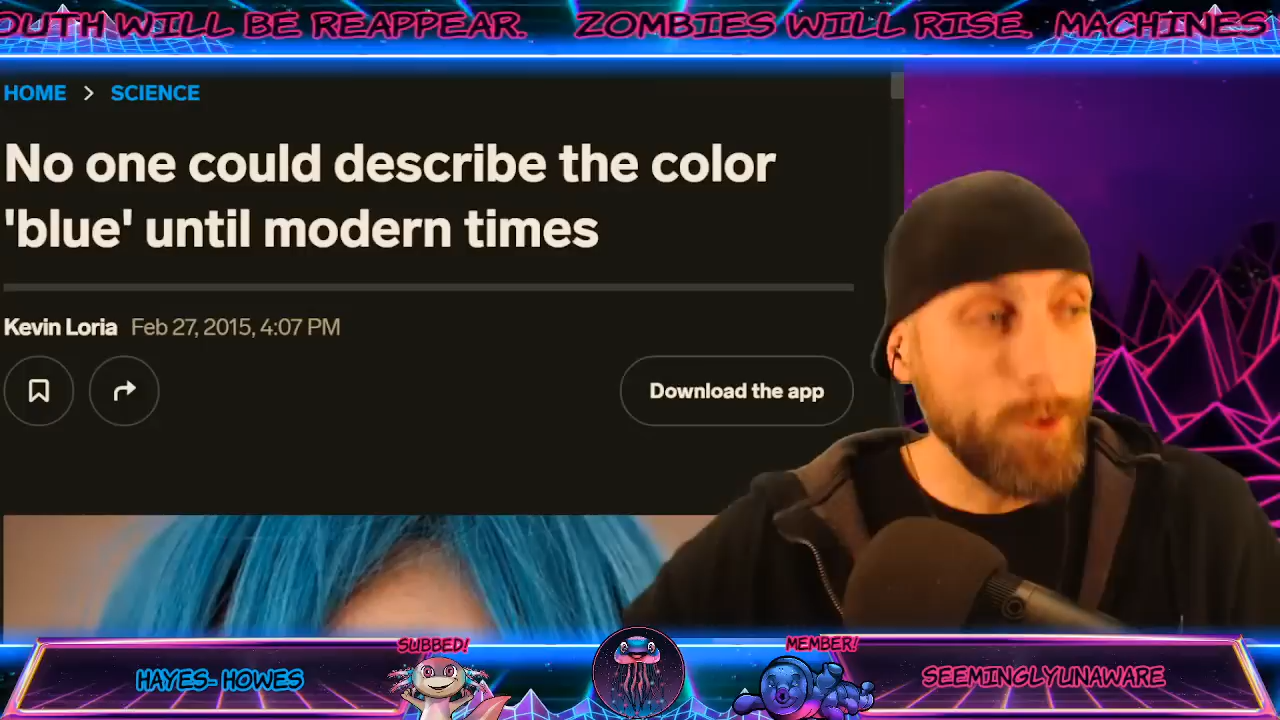 OUTH WILL BE REAPPEAR. ZOMBIES WILL RISE. MACHINES
HOME > SCIENCE
No one could describe the color
'blue' until modern times
Kevin Loria Feb 27, 2015, 4:07 PM
Download the app
SUBBED!
MEMBER!
HAYES- HOWES
SEEMINGLYUNAWARE